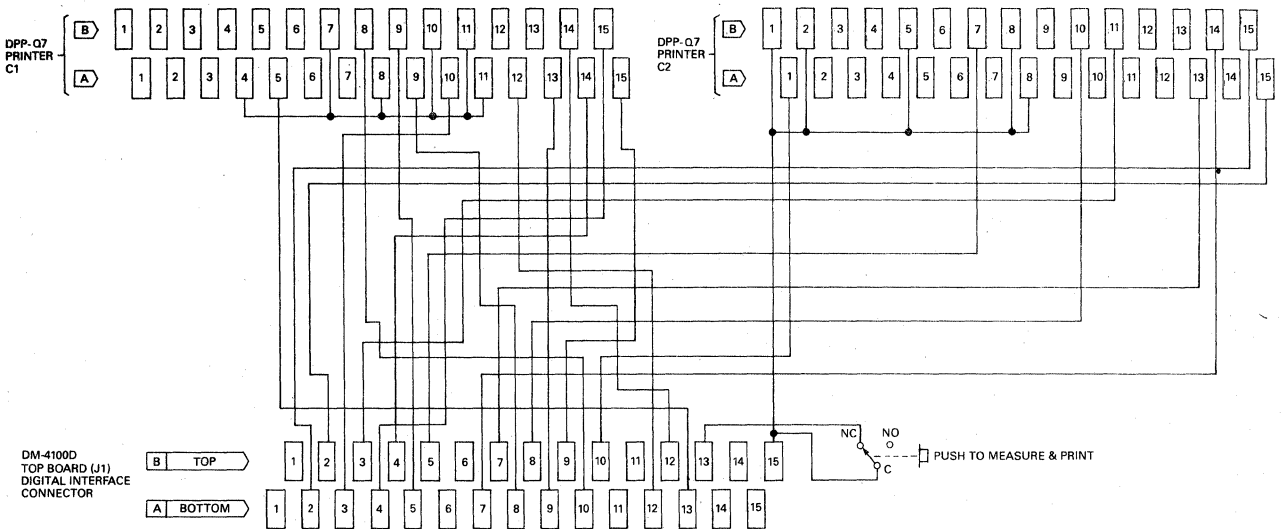 DPP-Q7
PRINTER
C1
B
1 2 3 4 5 6 7 8 9 10 11 12 13 14 15
A
1 2 3 4 5 6 7 8 9 10 11 12 13 14 15
DPP-Q7
PRINTER
C2
B
1 2 3 4 5 6 7 8 9 10 11 12 13 14 15
A
1 2 3 4 5 6 7 8 9 10 11 12 13 14 15
DM-4100D
TOP BOARD (J1)
DIGITAL INTERFACE
CONNECTOR
B TOP
1 2 3 4 5 6 7 8 9 10 11 12 13 14 15
A BOTTOM
1 2 3 4 5 6 7 8 9 10 11 12 13 14 15
NC NO
C
PUSH TO MEASURE & PRINT